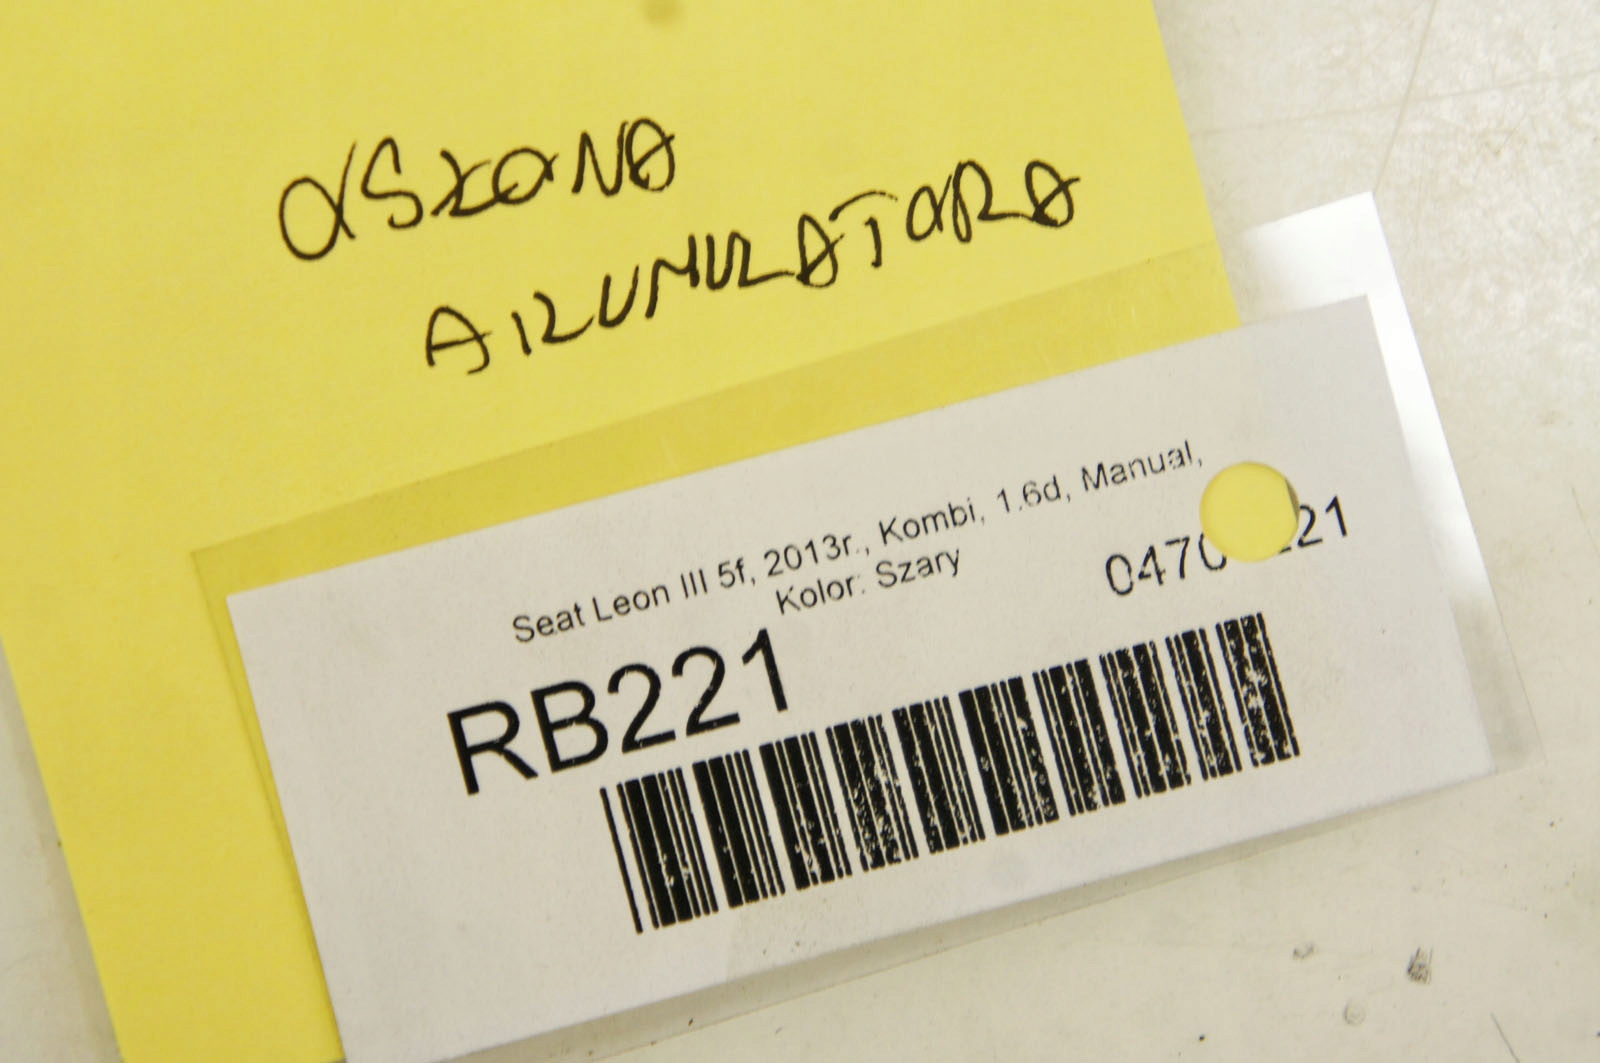 OSŁONA
AKUMULATORA
Seat Leon III 5f, 2013r., Kombi, 1.6d, Manual,
Kolor: Szary
RB221